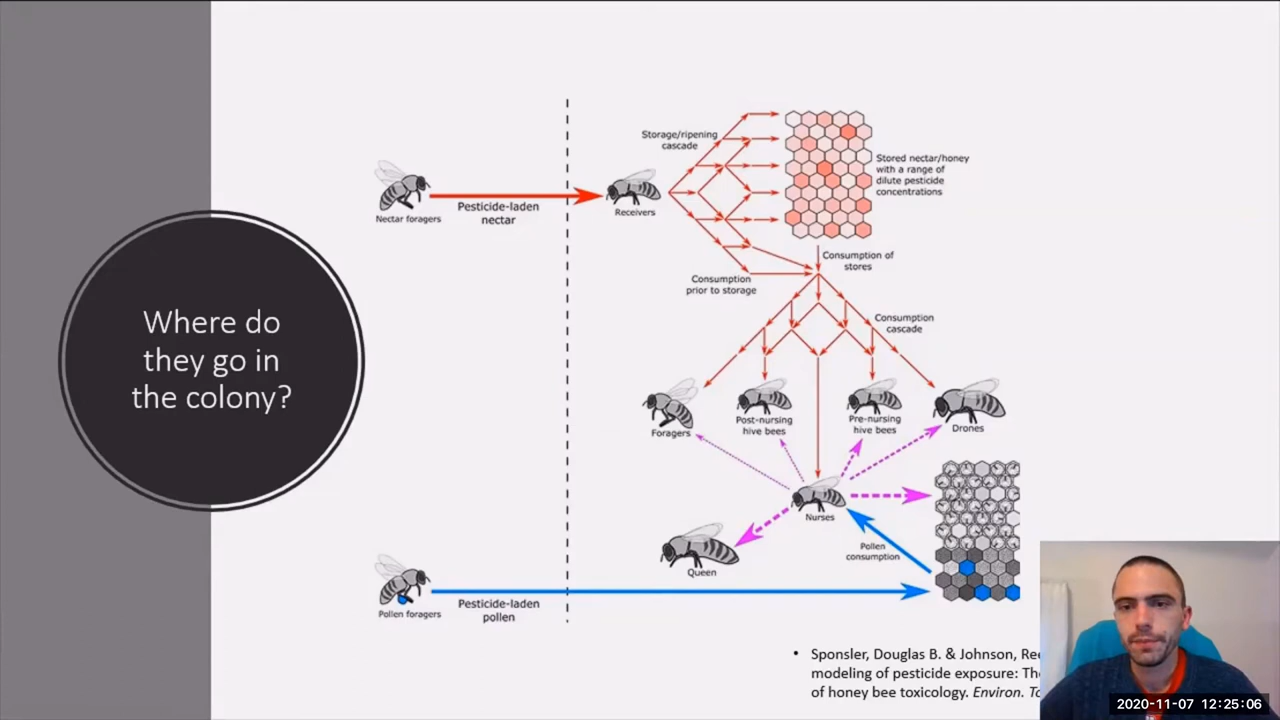 Where do
they go in
the colony?
Nectar foragers
Pesticide-laden
nectar
Receivers
Storage/ripening
cascade
Stored nectar/honey
with a range of
dilute pesticide
concentrations
Consumption of
stores
Consumption
prior to storage
Consumption
cascade
Foragers
Post-nursing
hive bees
Pre-nursing
hive bees
Drones
Nurses
Queen
Pollen
consumption
Pollen foragers
Pesticide-laden
pollen
• Sponsler, Douglas B. & Johnson, Ree
modeling of pesticide exposure: Th
of honey bee toxicology. Environ. To
2020-11-07 12:25:06